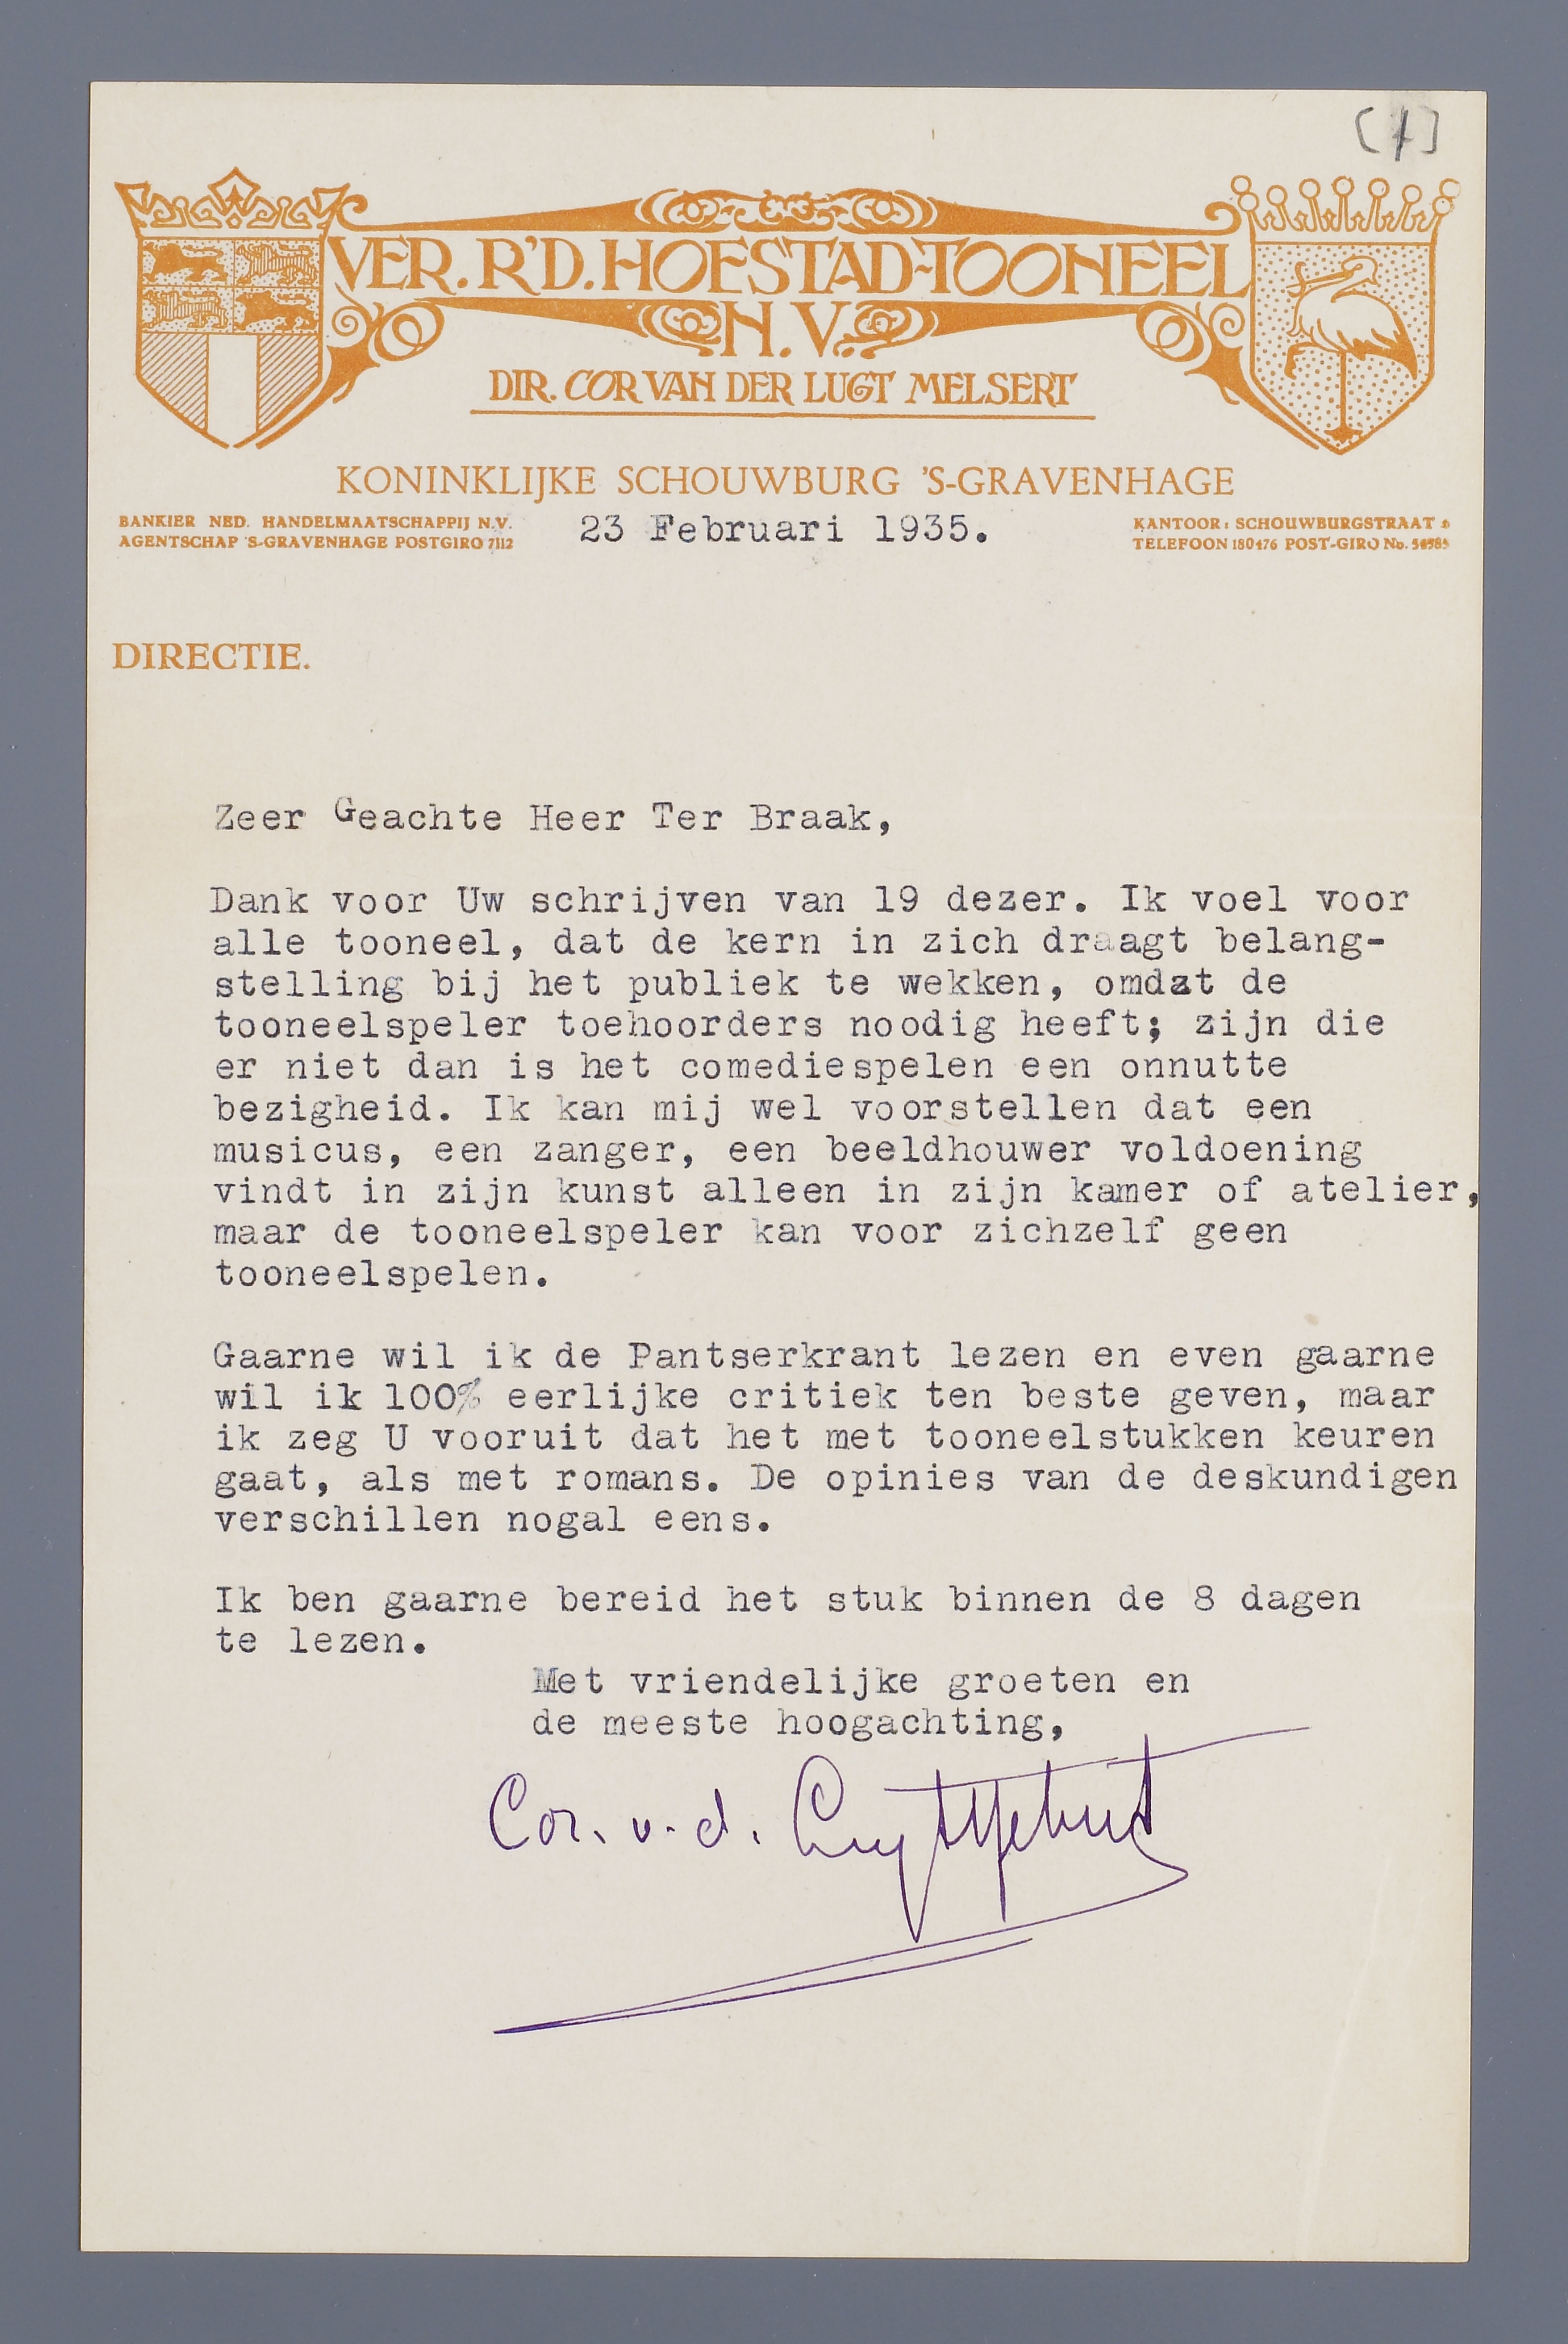 [1]
VER. R'D. HOFSTAD-TOONEEL
N.V.
DIR. COR VAN DER LUGT MELSERT
KONINKLIJKE SCHOUWBURG 'S-GRAVENHAGE
BANKIER NED. HANDELMAATSCHAPPIJ N.V.
AGENTSCHAP 'S-GRAVENHAGE POSTGIRO 7112
23 Februari 1935.
KANTOOR: SCHOUWBURGSTRAAT
TELEFOON 180476 POST-GIRO No.
DIRECTIE.
Zeer Geachte Heer Ter Braak,
Dank voor Uw schrijven van 19 dezer. Ik voel voor
alle tooneel, dat de kern in zich draagt belang-
stelling bij het publiek te wekken, omdat de
tooneelspeler toehoorders noodig heeft; zijn die
er niet dan is het comediespelen een onnutte
bezigheid. Ik kan mij wel voorstellen dat een
musicus, een zanger, een beeldhouwer voldoening
vindt in zijn kunst alleen in zijn kamer of atelier,
maar de tooneelspeler kan voor zichzelf geen
tooneelspelen.
Gaarne wil ik de Pantserkrant lezen en even gaarne
wil ik 100% eerlijke critiek ten beste geven, maar
ik zeg U vooruit dat het met tooneelstukken keuren
gaat, als met romans. De opinies van de deskundigen
verschillen nogal eens.
Ik ben gaarne bereid het stuk binnen de 8 dagen
te lezen.
Met vriendelijke groeten en
de meeste hoogachting,
Cor. v. d. Lugt Melsert